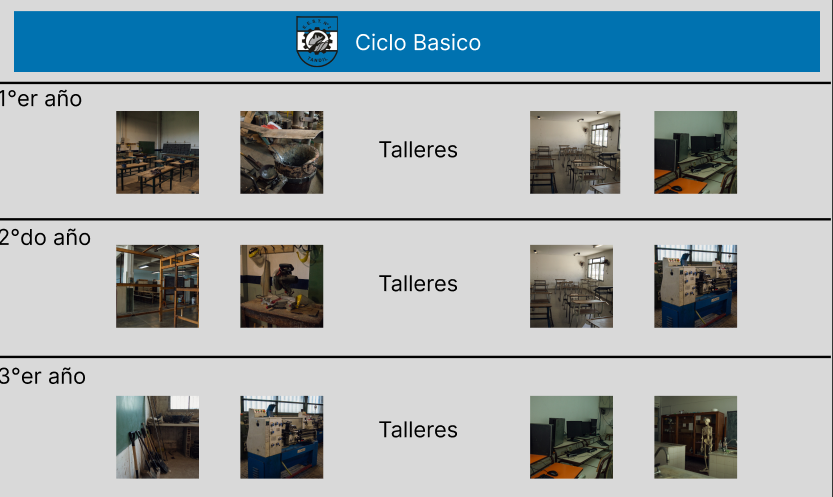 Ciclo Basico
1°er año
Talleres
2°do año
Talleres
3°er año
Talleres